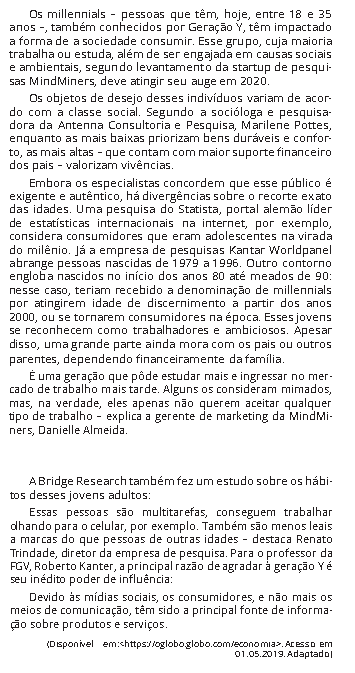 Os millennials – pessoas que têm, hoje, entre 18 e 35
anos –, também conhecidos por Geração Y, têm impactado
a forma de a sociedade consumir. Esse grupo, cuja maioria
trabalha ou estuda, além de ser engajada em causas sociais
e ambientais, segundo levantamento da startup de pesqui-
sas MindMiners, deve atingir seu auge em 2020.
Os objetos de desejo desses indivíduos variam de acor-
do com a classe social. Segundo a socióloga e pesquisa-
dora da Antenna Consultoria e Pesquisa, Marilene Pottes,
enquanto as mais baixas priorizam bens duráveis e confor-
to, as mais altas – que contam com maior suporte financeiro
dos pais – valorizam vivências.
Embora os especialistas concordem que esse público é
exigente e autêntico, há divergências sobre o recorte exato
das idades. Uma pesquisa do Statista, portal alemão líder
de estatísticas internacionais na internet, por exemplo,
considera consumidores que eram adolescentes na virada
do milênio. Já a empresa de pesquisas Kantar Worldpanel
abrange pessoas nascidas de 1979 a 1996. Outro contorno
engloba nascidos no início dos anos 80 até meados de 90:
nesse caso, teriam recebido a denominação de millennials
por atingirem idade de discernimento a partir dos anos
2000, ou se tornarem consumidores na época. Esses jovens
se reconhecem como trabalhadores e ambiciosos. Apesar
disso, uma grande parte ainda mora com os pais ou outros
parentes, dependendo financeiramente da família.
É uma geração que pôde estudar mais e ingressar no mer-
cado de trabalho mais tarde. Alguns os consideram mimados,
mas, na verdade, eles apenas não querem aceitar qualquer
tipo de trabalho – explica a gerente de marketing da MindMi-
ners, Danielle Almeida.
A Bridge Research também fez um estudo sobre os hábi-
tos desses jovens adultos:
Essas pessoas são multitarefas, conseguem trabalhar
olhando para o celular, por exemplo. Também são menos leais
a marcas do que pessoas de outras idades – destaca Renato
Trindade, diretor da empresa de pesquisa. Para o professor da
FGV, Roberto Kanter, a principal razão de agradar à geração Y é
seu inédito poder de influência:
Devido às mídias sociais, os consumidores, e não mais os
meios de comunicação, têm sido a principal fonte de informa-
ção sobre produtos e serviços.
(Disponível em:<https://oglobo.globo.com/economia>. Acesso em
01.05.2019. Adaptado)